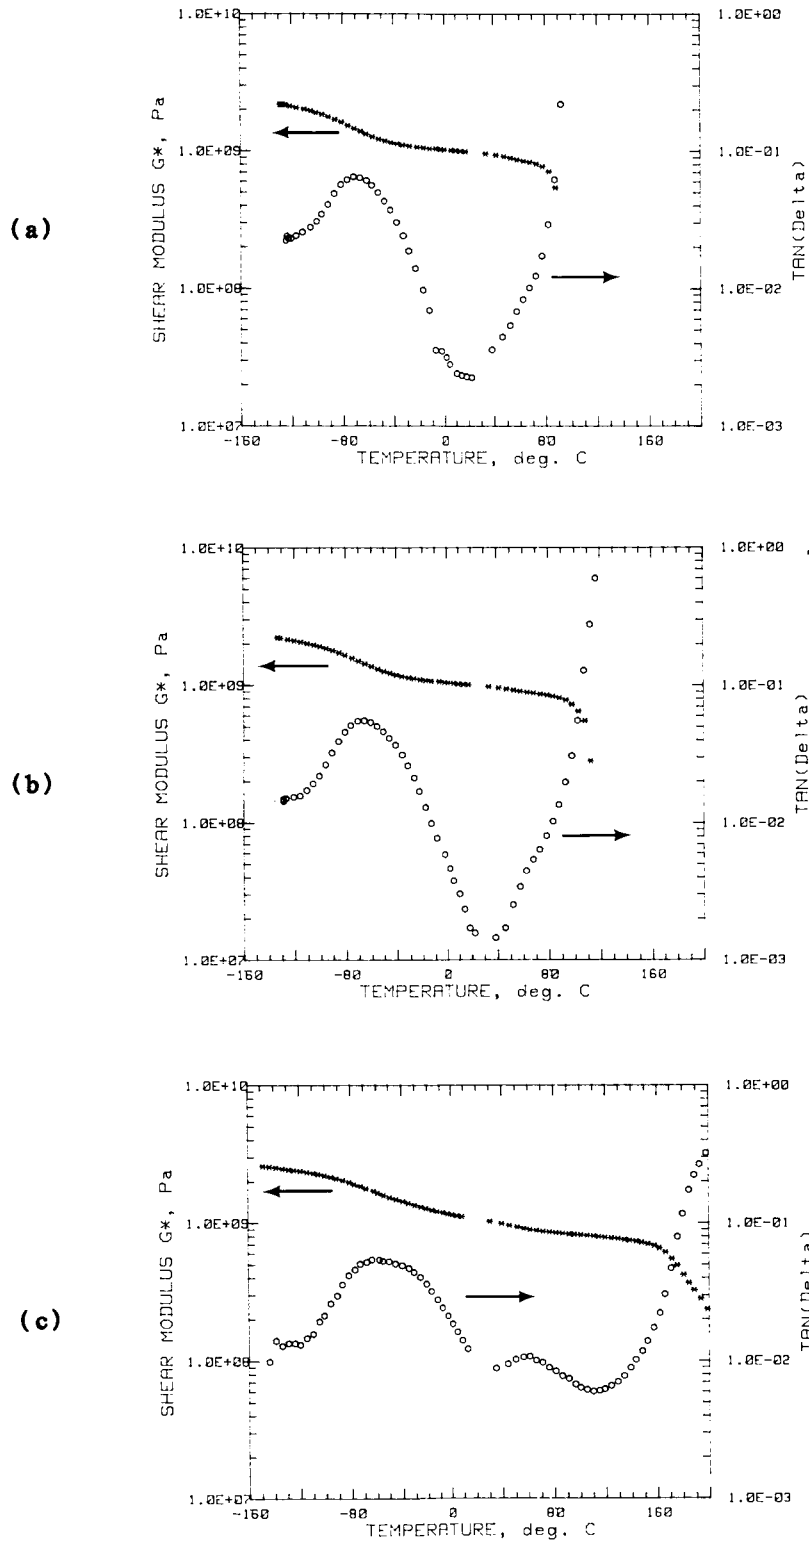 (a)
SHEAR MODULUS G*, Pa
1.0E+10
1.0E+09
1.0E+08
1.0E+07
1.0E+00
1.0E-01
1.0E-02
1.0E-03
TAN(Delta)
-160 -80 0 80 160
TEMPERATURE, deg. C
(b)
SHEAR MODULUS G*, Pa
1.0E+10
1.0E+09
1.0E+08
1.0E+07
1.0E+00
1.0E-01
1.0E-02
1.0E-03
TAN(Delta)
-160 -80 0 80 160
TEMPERATURE, deg. C
(c)
SHEAR MODULUS G*, Pa
1.0E+10
1.0E+09
1.0E+08
1.0E+07
1.0E+00
1.0E-01
1.0E-02
1.0E-03
TAN(Delta)
-160 -80 0 80 160
TEMPERATURE, deg. C